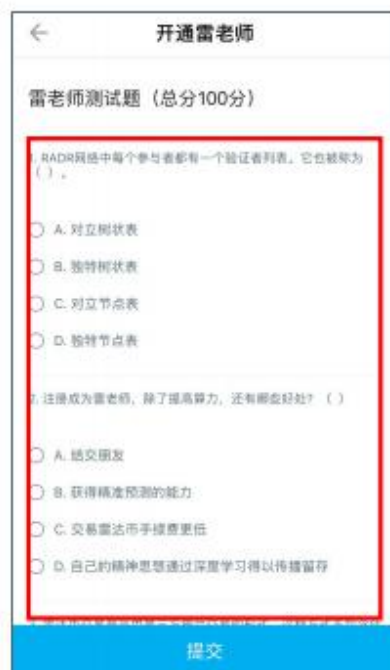 开通雷老师
雷老师测试题（总分100分）
1. RADR网络中每个参与者都有一个验证者列表，它也被称为
（ ）。
A. 对立树状表
B. 独特树状表
C. 对立节点表
D. 独特节点表
2. 注册成为雷老师，除了提高算力，还有哪些好处？（ ）
A. 结交朋友
B. 获得精准预测的能力
C. 交易雷达币手续费更低
D. 自己的精神思想通过深度学习得以传播留存
提交